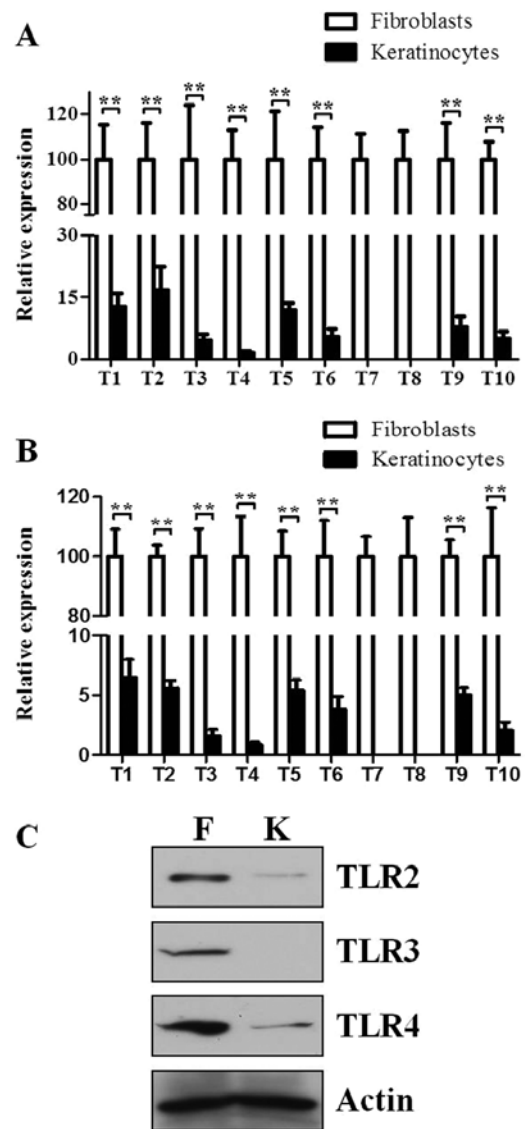 A
Fibroblasts
Keratinocytes
Relative expression
120
100
80
30
15
0
** ** ** ** ** ** ** **
T1 T2 T3 T4 T5 T6 T7 T8 T9 T10
B
Fibroblasts
Keratinocytes
Relative expression
120
100
80
10
5
0
** ** ** ** ** ** ** **
T1 T2 T3 T4 T5 T6 T7 T8 T9 T10
C
F K
TLR2
TLR3
TLR4
Actin